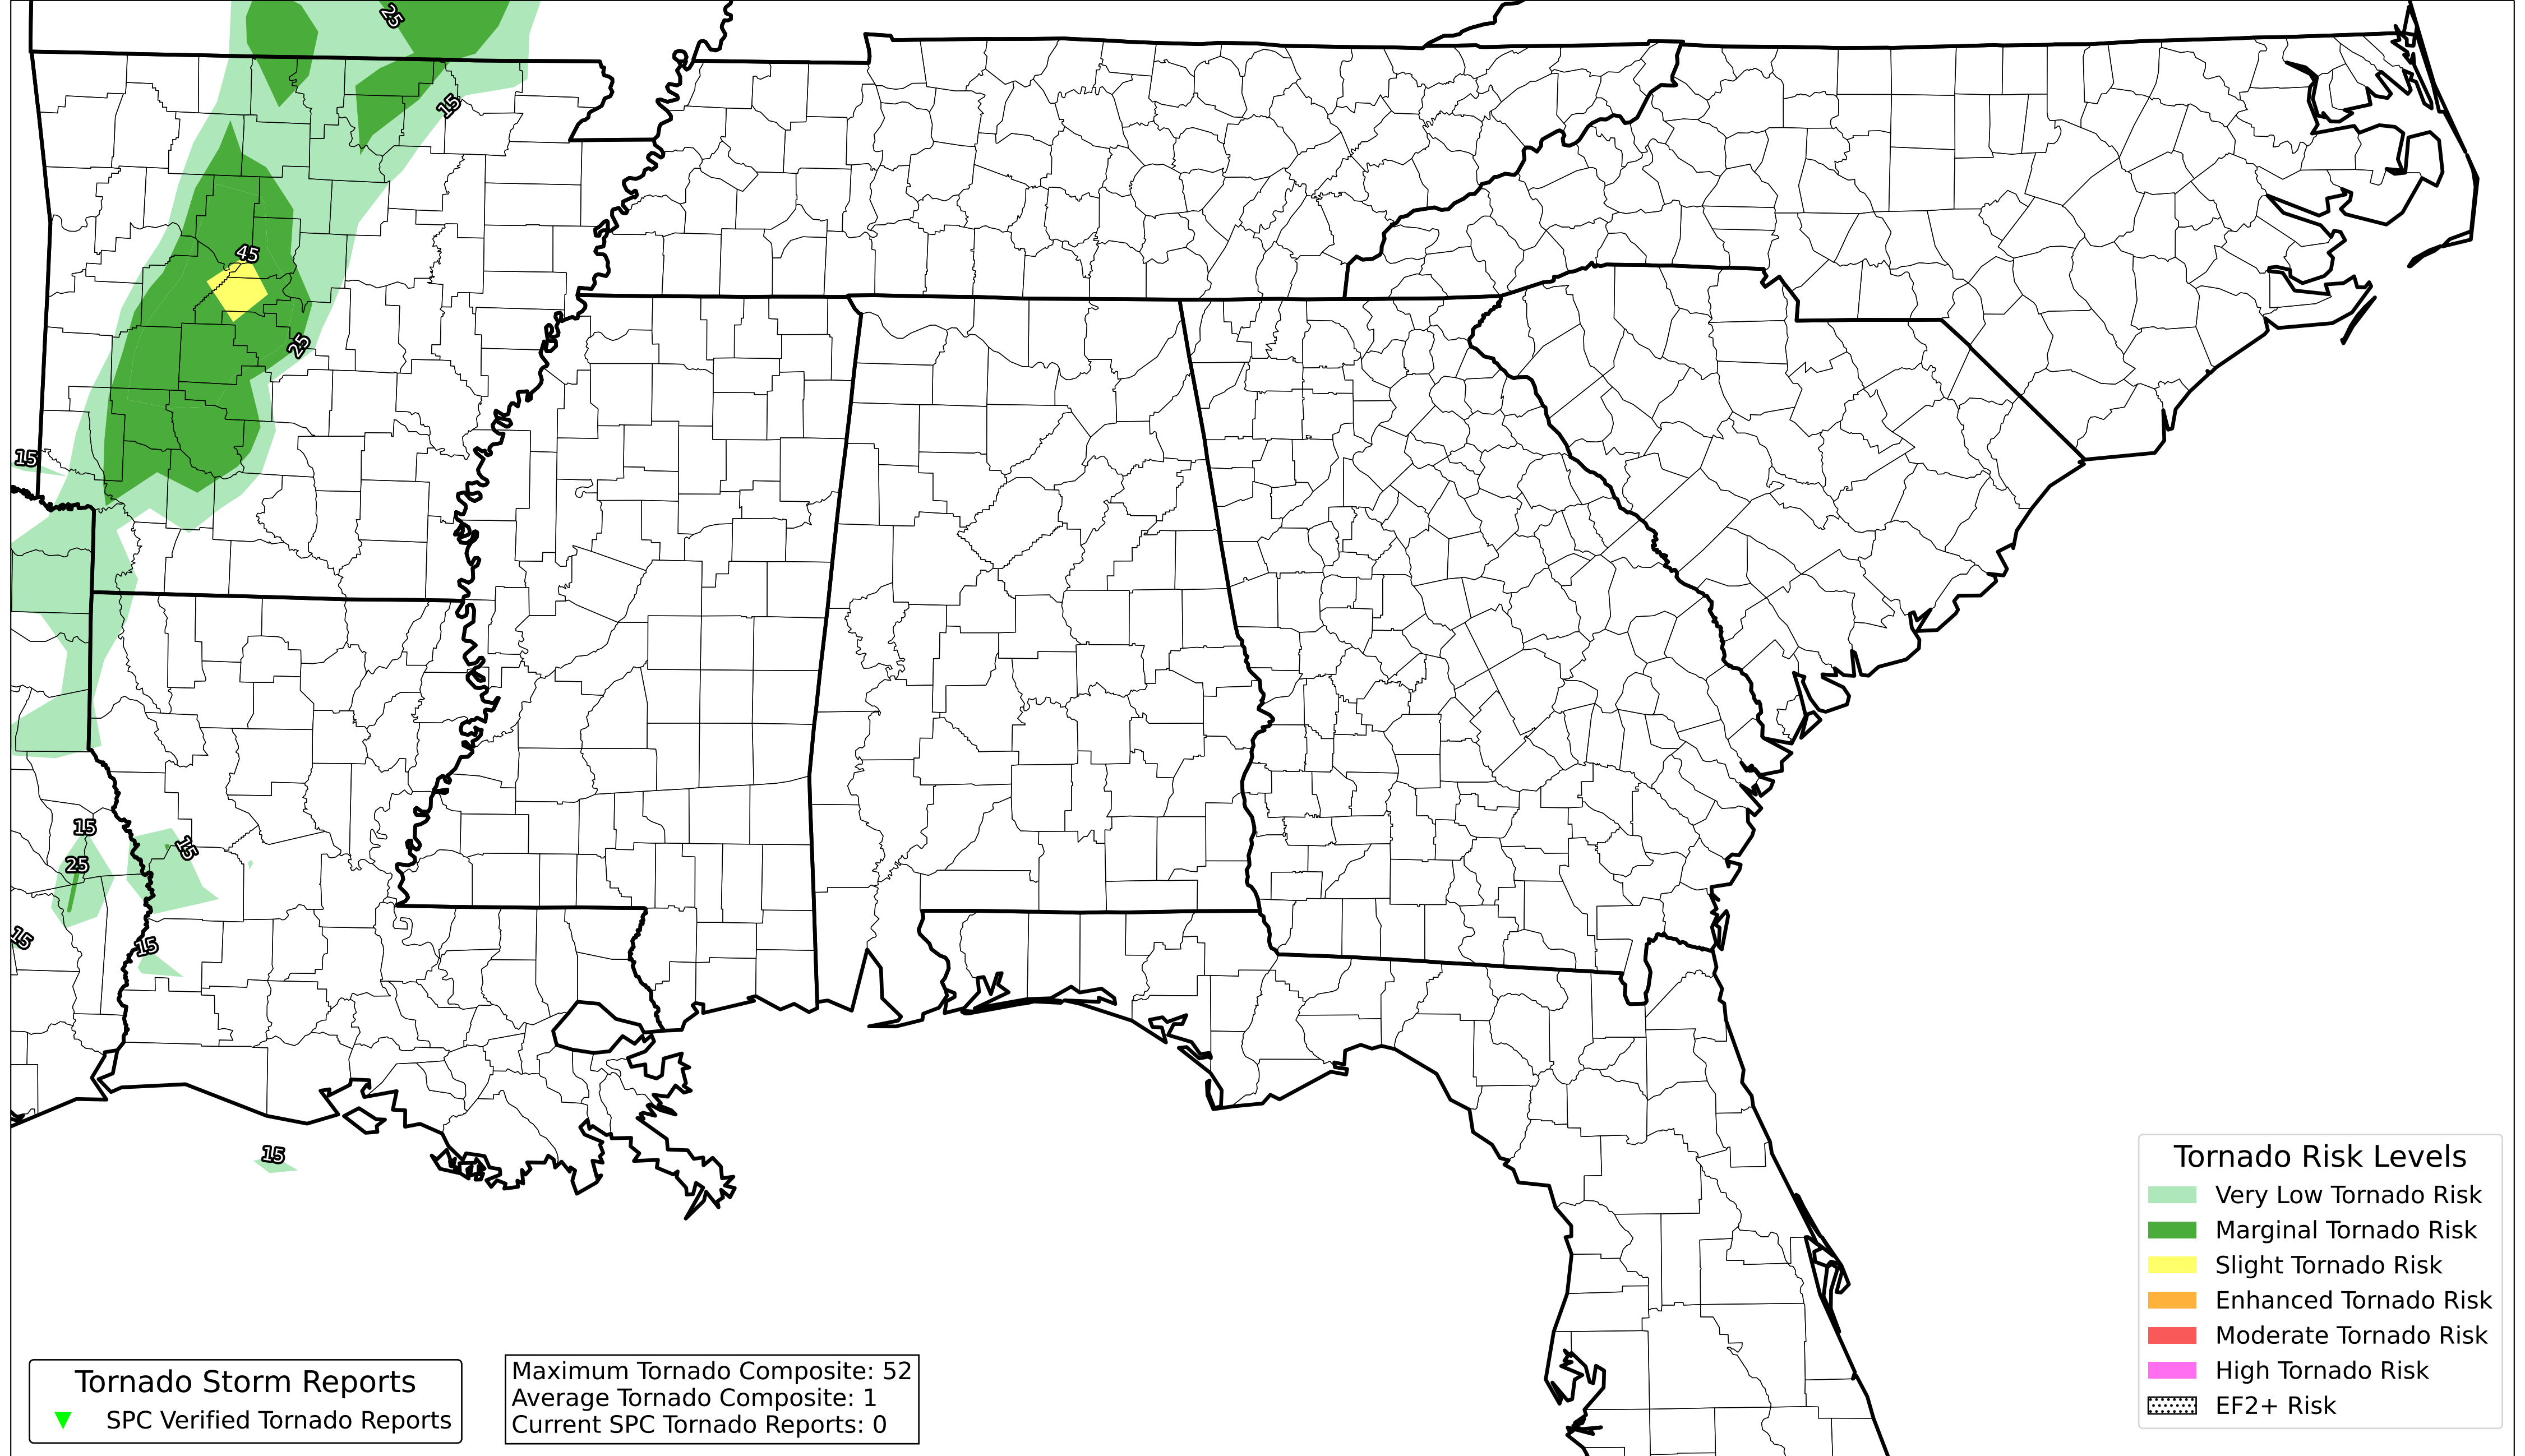 25
15
45
25
15
15
25
15
15
15
15
Tornado Risk Levels
Very Low Tornado Risk
Marginal Tornado Risk
Slight Tornado Risk
Enhanced Tornado Risk
Moderate Tornado Risk
High Tornado Risk
EF2+ Risk
Tornado Storm Reports
SPC Verified Tornado Reports
Maximum Tornado Composite: 52
Average Tornado Composite: 1
Current SPC Tornado Reports: 0